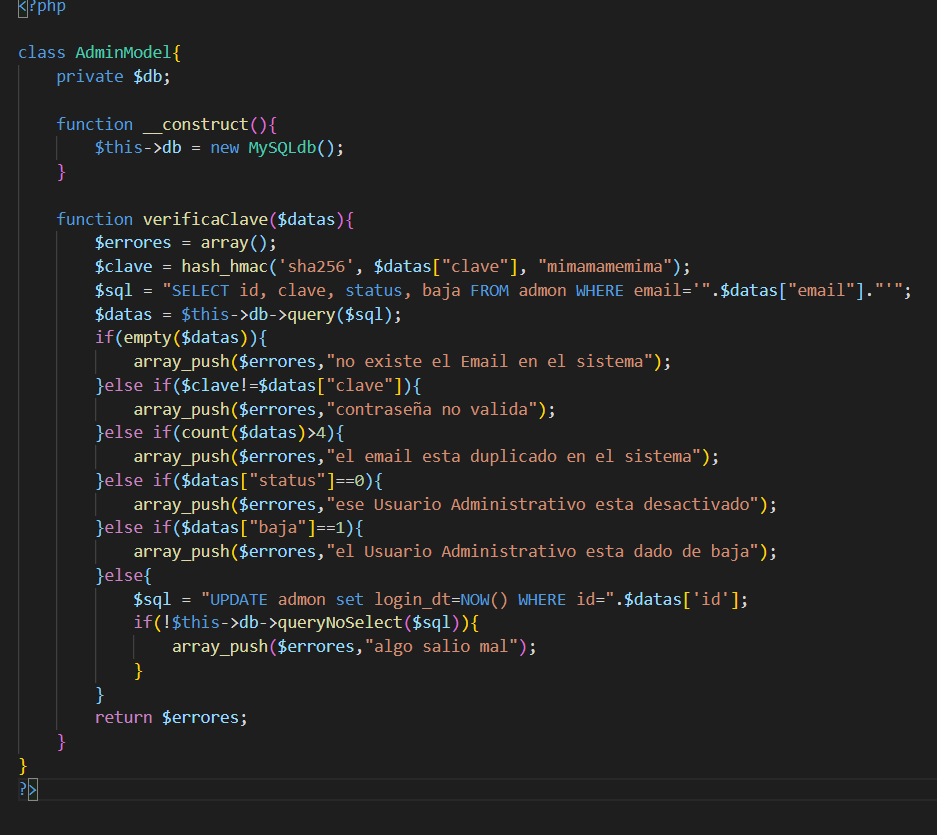 <?php
class AdminModel{
private $db;
function __construct(){
$this->db = new MySQLdb();
}
function verificaClave($datas){
$errores = array();
$clave = hash_hmac('sha256', $datas["clave"], "mimamamemima");
$sql = "SELECT id, clave, status, baja FROM admon WHERE email='".$datas["email"]."'";
$datas = $this->db->query($sql);
if(empty($datas)){
array_push($errores,"no existe el Email en el sistema");
}else if($clave!=$datas["clave"]){
array_push($errores,"contraseña no valida");
}else if(count($datas)>4){
array_push($errores,"el email esta duplicado en el sistema");
}else if($datas["status"]==0){
array_push($errores,"ese Usuario Administrativo esta desactivado");
}else if($datas["baja"]==1){
array_push($errores,"el Usuario Administrativo esta dado de baja");
}else{
$sql = "UPDATE admon set login_dt=NOW() WHERE id=".$datas['id'];
if(!$this->db->queryNoSelect($sql)){
array_push($errores,"algo salio mal");
}
}
return $errores;
}
}
?>